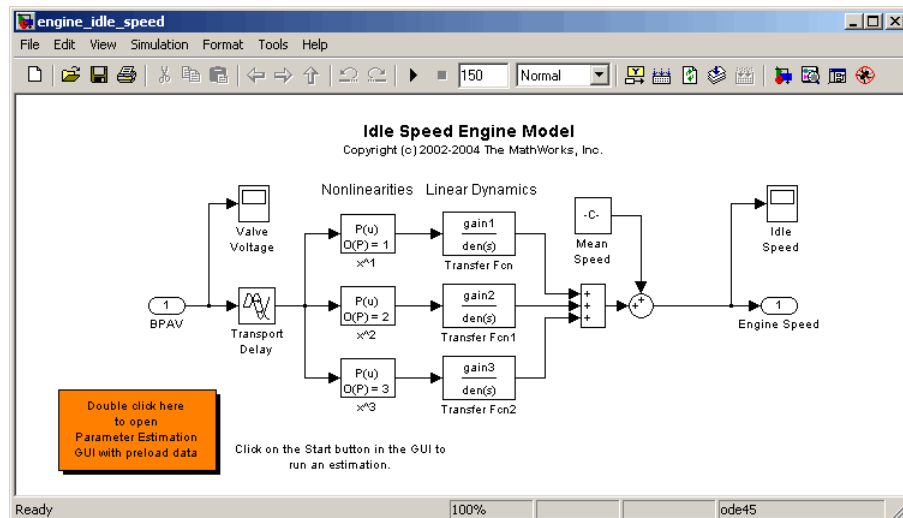 engine_idle_speed
File Edit View Simulation Format Tools Help
150 Normal
Idle Speed Engine Model
Copyright (c) 2002-2004 The MathWorks, Inc.
Nonlinearities Linear Dynamics
Valve
Voltage
P(u)
O(P) = 1
x^1
gain1
den(s)
Transfer Fcn
-C-
Mean
Speed
Idle
Speed
1
BPAV
Transport
Delay
P(u)
O(P) = 2
x^2
gain2
den(s)
Transfer Fcn1
+
+
+
+
+
1
Engine Speed
P(u)
O(P) = 3
x^3
gain3
den(s)
Transfer Fcn2
Double click here
to open
Parameter Estimation
GUI with preload data
Click on the Start button in the GUI to
run an estimation.
Ready 100% ode45